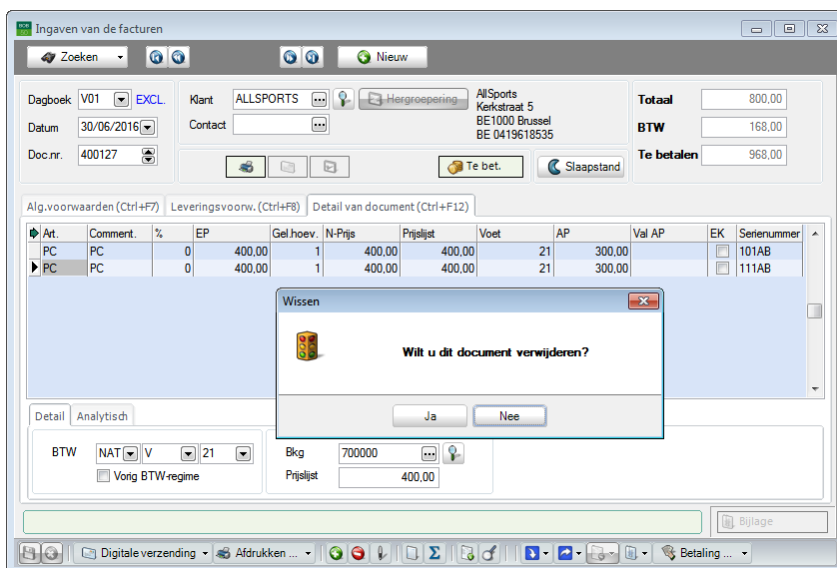 Ingaven van de facturen
Zoeken
Nieuw
Dagboek V01 EXCL.
Klant ALLSPORTS
Hergroepering
AllSports
Kerkstraat 5
BE1000 Brussel
BE 0419618535
Totaal 800,00
Datum 30/06/2016
Contact
BTW 168,00
Doc.nr. 400127
Te bet.
Slaapstand
Te betalen 968,00
Alg.voorwaarden (Ctrl+F7) Leveringsvoorw. (Ctrl+F8) Detail van document (Ctrl+F12)
Art. Comment. % EP Gel.hoev. N-Prijs Prijslijst Voet AP Val AP EK Serienummer
PC PC 0 400,00 1 400,00 400,00 21 300,00 101AB
PC PC 0 400,00 1 400,00 400,00 21 300,00 111AB
Wissen
Wilt u dit document verwijderen?
Ja Nee
Detail Analytisch
BTW NAT V 21
Bkg 700000
Vorig BTW-regime
Prijslijst 400,00
Bijlage
Digitale verzending Afdrukken ... Σ Betaling ...